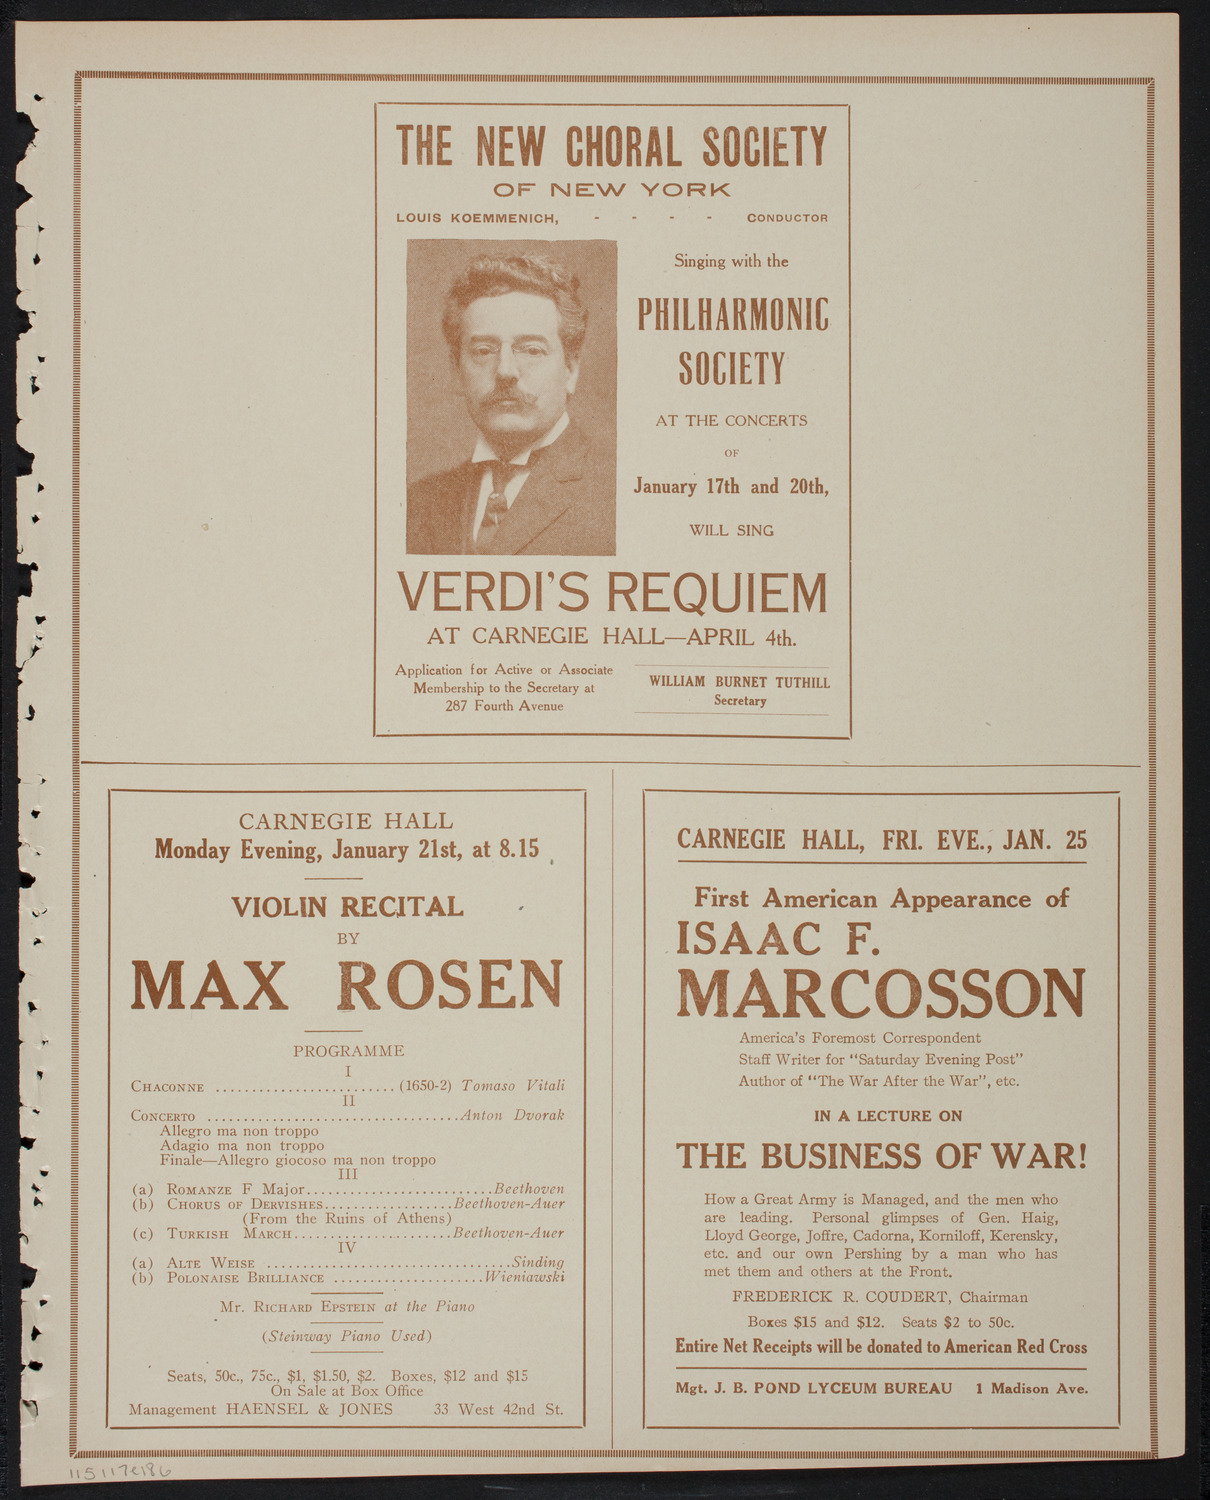 THE NEW CHORAL SOCIETY
OF NEW YORK
LOUIS KOEMMENICH, - - - - CONDUCTOR
Singing with the
PHILHARMONIC
SOCIETY
AT THE CONCERTS
OF
January 17th and 20th,
WILL SING
VERDI'S REQUIEM
AT CARNEGIE HALL—APRIL 4th.
Application for Active or Associate
Membership to the Secretary at
287 Fourth Avenue
WILLIAM BURNET TUTHILL
Secretary
CARNEGIE HALL
Monday Evening, January 21st, at 8.15
VIOLIN RECITAL
BY
MAX ROSEN
PROGRAMME
I
CHACONNE ......................... (1650-2) Tomaso Vitali
II
CONCERTO ...................................Anton Dvorak
Allegro ma non troppo
Adagio ma non troppo
Finale—Allegro giocoso ma non troppo
III
(a) ROMANZE F Major..........................Beethoven
(b) CHORUS OF DERVISHES..................Beethoven-Auer
(From the Ruins of Athens)
(c) TURKISH MARCH......................Beethoven-Auer
IV
(a) ALTE WEISE ..................................Sinding
(b) POLONAISE BRILLIANCE .....................Wieniawski
Mr. RICHARD EPSTEIN at the Piano
(Steinway Piano Used)
Seats, 50c., 75c., $1, $1.50, $2. Boxes, $12 and $15
On Sale at Box Office
Management HAENSEL & JONES 33 West 42nd St.
CARNEGIE HALL, FRI. EVE., JAN. 25
First American Appearance of
ISAAC F.
MARCOSSON
America's Foremost Correspondent
Staff Writer for "Saturday Evening Post"
Author of "The War After the War", etc.
IN A LECTURE ON
THE BUSINESS OF WAR!
How a Great Army is Managed, and the men who
are leading. Personal glimpses of Gen. Haig,
Lloyd George, Joffre, Cadorna, Korniloff, Kerensky,
etc. and our own Pershing by a man who has
met them and others at the Front.
FREDERICK R. COUDERT, Chairman
Boxes $15 and $12. Seats $2 to 50c.
Entire Net Receipts will be donated to American Red Cross
Mgt. J. B. POND LYCEUM BUREAU 1 Madison Ave.